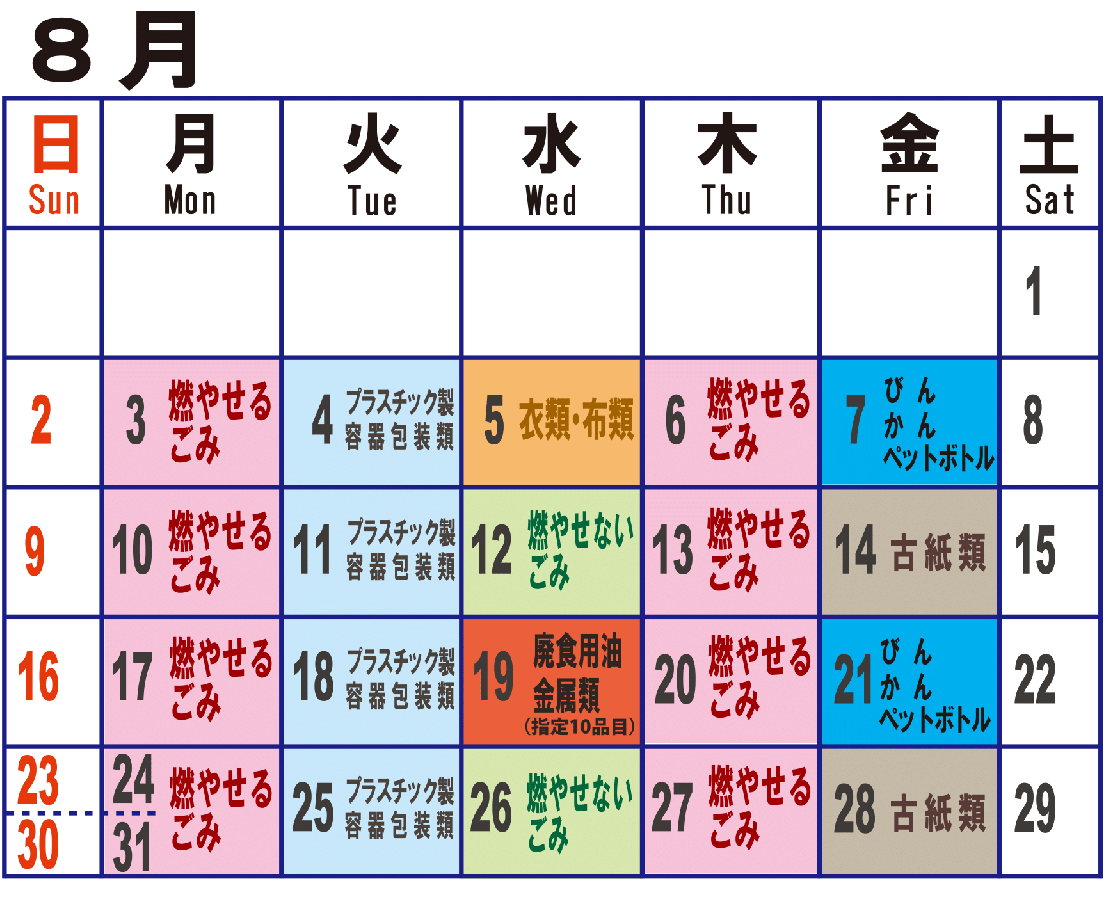 8月
日 月 火 水 木 金 土
Sun Mon Tue Wed Thu Fri Sat
1
2
3 燃やせる
ごみ
4 プラスチック製
容器包装類
5 衣類・布類
6 燃やせる
ごみ
7 びん
かん
ペットボトル
8
9
10 燃やせる
ごみ
11 プラスチック製
容器包装類
12 燃やせない
ごみ
13 燃やせる
ごみ
14 古紙類
15
16
17 燃やせる
ごみ
18 プラスチック製
容器包装類
19 廃食用油
金属類
(指定10品目)
20 燃やせる
ごみ
21 びん
かん
ペットボトル
22
23
30
24
31
燃やせる
ごみ
25 プラスチック製
容器包装類
26 燃やせない
ごみ
27 燃やせる
ごみ
28 古紙類
29